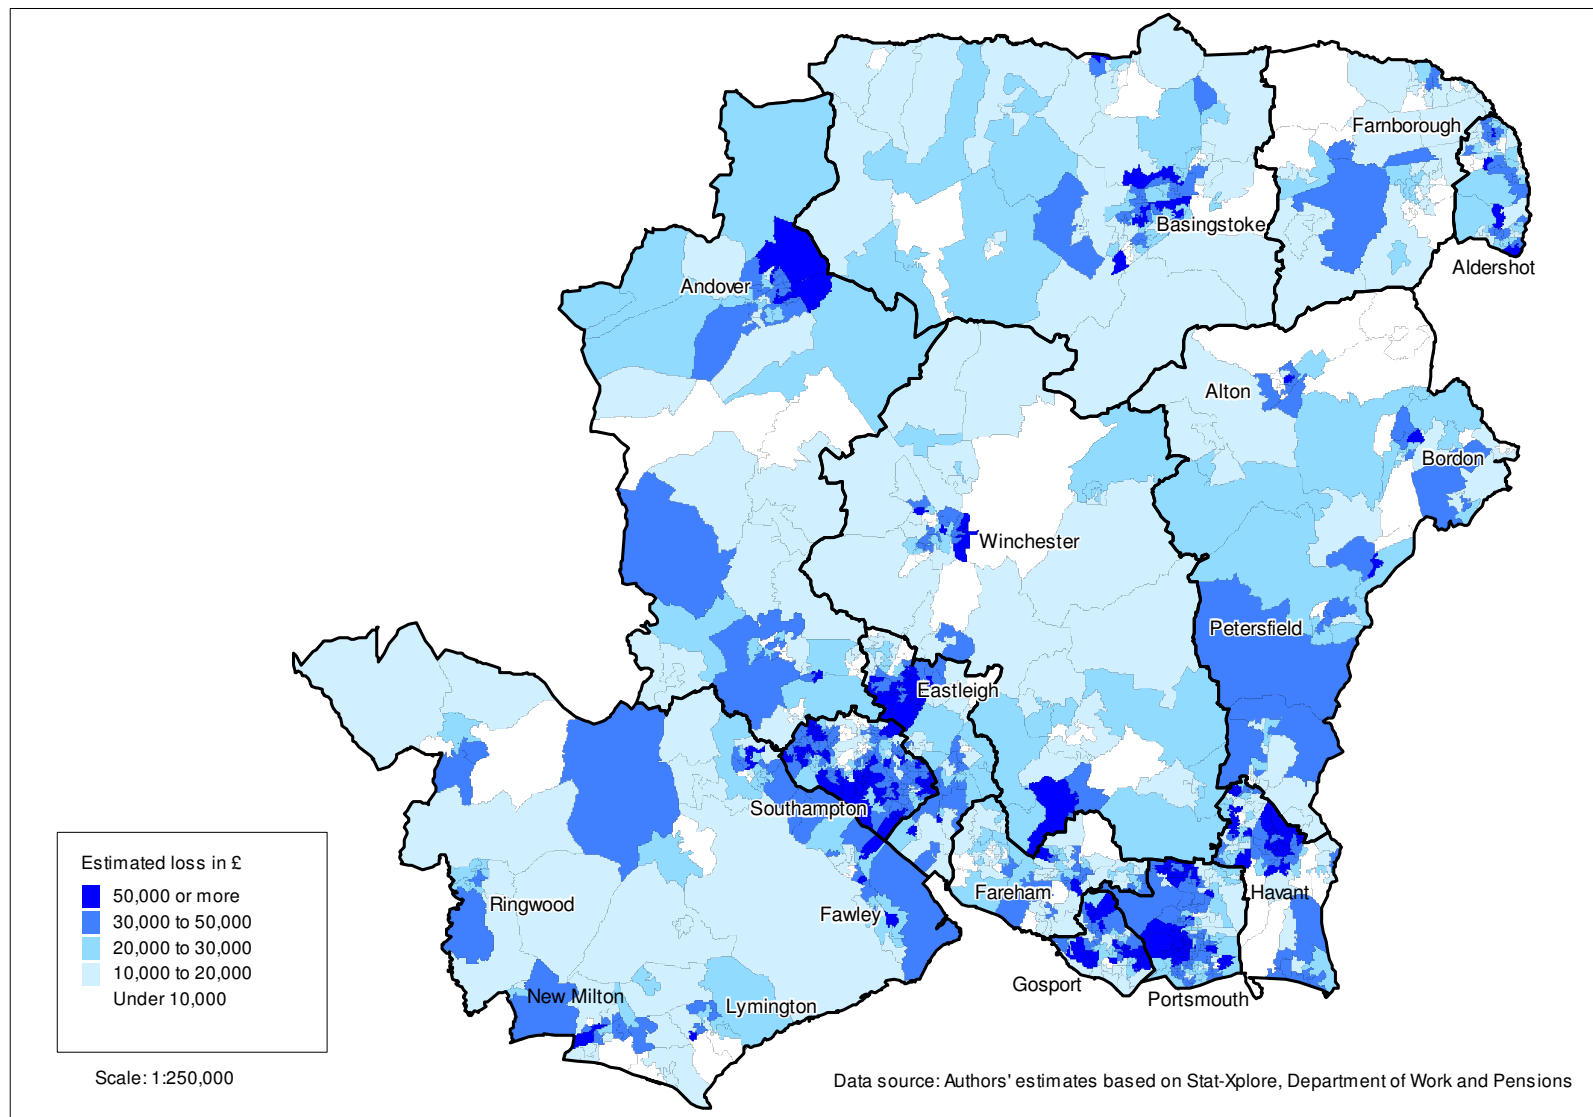 Farnborough
Basingstoke
Aldershot
Andover
Alton
Bordon
Winchester
Petersfield
Eastleigh
Southampton
Estimated loss in £
50,000 or more
30,000 to 50,000
20,000 to 30,000
10,000 to 20,000
Under 10,000
Ringwood
Fawley
Fareham
Havant
Gosport
Portsmouth
New Milton
Lymington
Scale: 1:250,000
Data source: Authors' estimates based on Stat-Xplore, Department of Work and Pensions